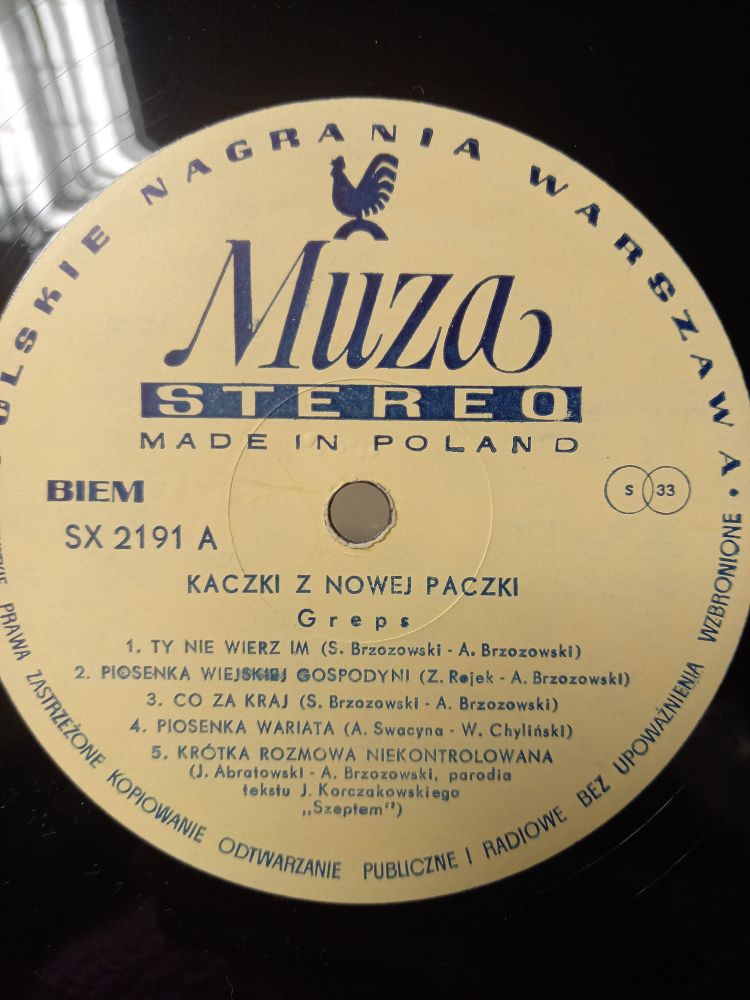 POLSKIE NAGRANIA WARSZAWA •
Muza
STEREO
MADE IN POLAND
BIEM
S 33
SX 2191 A
KACZKI Z NOWEJ PACZKI
Greps
1. TY NIE WIERZ IM (S. Brzozowski - A. Brzozowski)
2. PIOSENKA WIEJSKIEJ GOSPODYNI (Z. Rojek - A. Brzozowski)
3. CO ZA KRAJ (S. Brzozowski - A. Brzozowski)
4. PIOSENKA WARIATA (A. Swacyna - W. Chyliński)
5. KRÓTKA ROZMOWA NIEKONTROLOWANA
(J. Abratowski - A. Brzozowski, parodia
tekstu J. Korczakowskiego
„Szeptem")
PRAWA ZASTRZEŻONE KOPIOWANIE ODTWARZANIE PUBLICZNE I RADIOWE BEZ UPOWAŻNIENIA WZBRONIONE